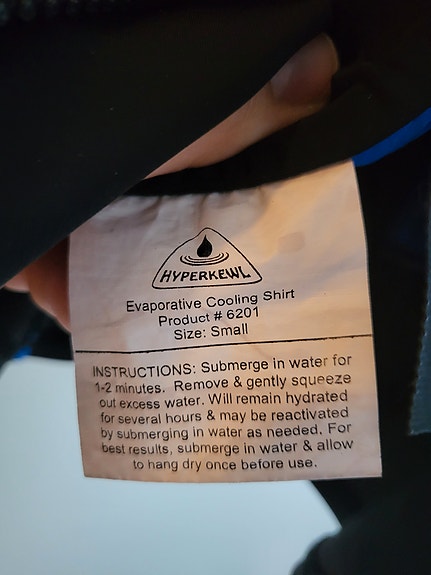 HYPERKEWL
Evaporative Cooling Shirt
Product # 6201
Size: Small
INSTRUCTIONS: Submerge in water for
1-2 minutes. Remove & gently squeeze
out excess water. Will remain hydrated
for several hours & may be reactivated
by submerging in water as needed. For
best results, submerge in water & allow
to hang dry once before use.